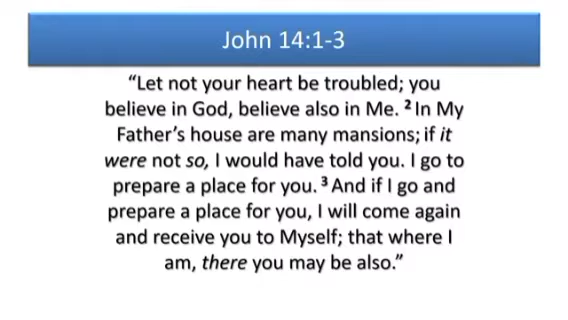 John 14:1-3
“Let not your heart be troubled; you
believe in God, believe also in Me. ² In My
Father’s house are many mansions; if it
were not so, I would have told you. I go to
prepare a place for you. ³ And if I go and
prepare a place for you, I will come again
and receive you to Myself; that where I
am, there you may be also.”